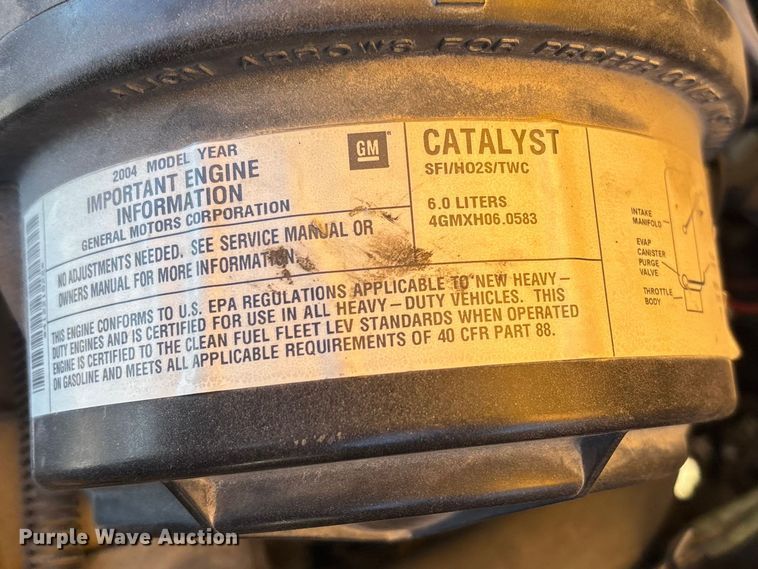 ALIGN ARROWS FOR PROPER COVER
2004 MODEL YEAR
IMPORTANT ENGINE
INFORMATION
GENERAL MOTORS CORPORATION
GM
NO ADJUSTMENTS NEEDED. SEE SERVICE MANUAL OR
OWNERS MANUAL FOR MORE INFORMATION.
THIS ENGINE CONFORMS TO U.S. EPA REGULATIONS APPLICABLE TO NEW HEAVY-
DUTY ENGINES AND IS CERTIFIED FOR USE IN ALL HEAVY-DUTY VEHICLES. THIS
ENGINE IS CERTIFIED TO THE CLEAN FUEL FLEET LEV STANDARDS WHEN OPERATED
ON GASOLINE AND MEETS ALL APPLICABLE REQUIREMENTS OF 40 CFR PART 88.
CATALYST
SFI/HO2S/TWC
6.0 LITERS
4GMXH06.0583
INTAKE
MANIFOLD
EVAP
CANISTER
PURGE
VALVE
THROTTLE
BODY
Purple Wave Auction